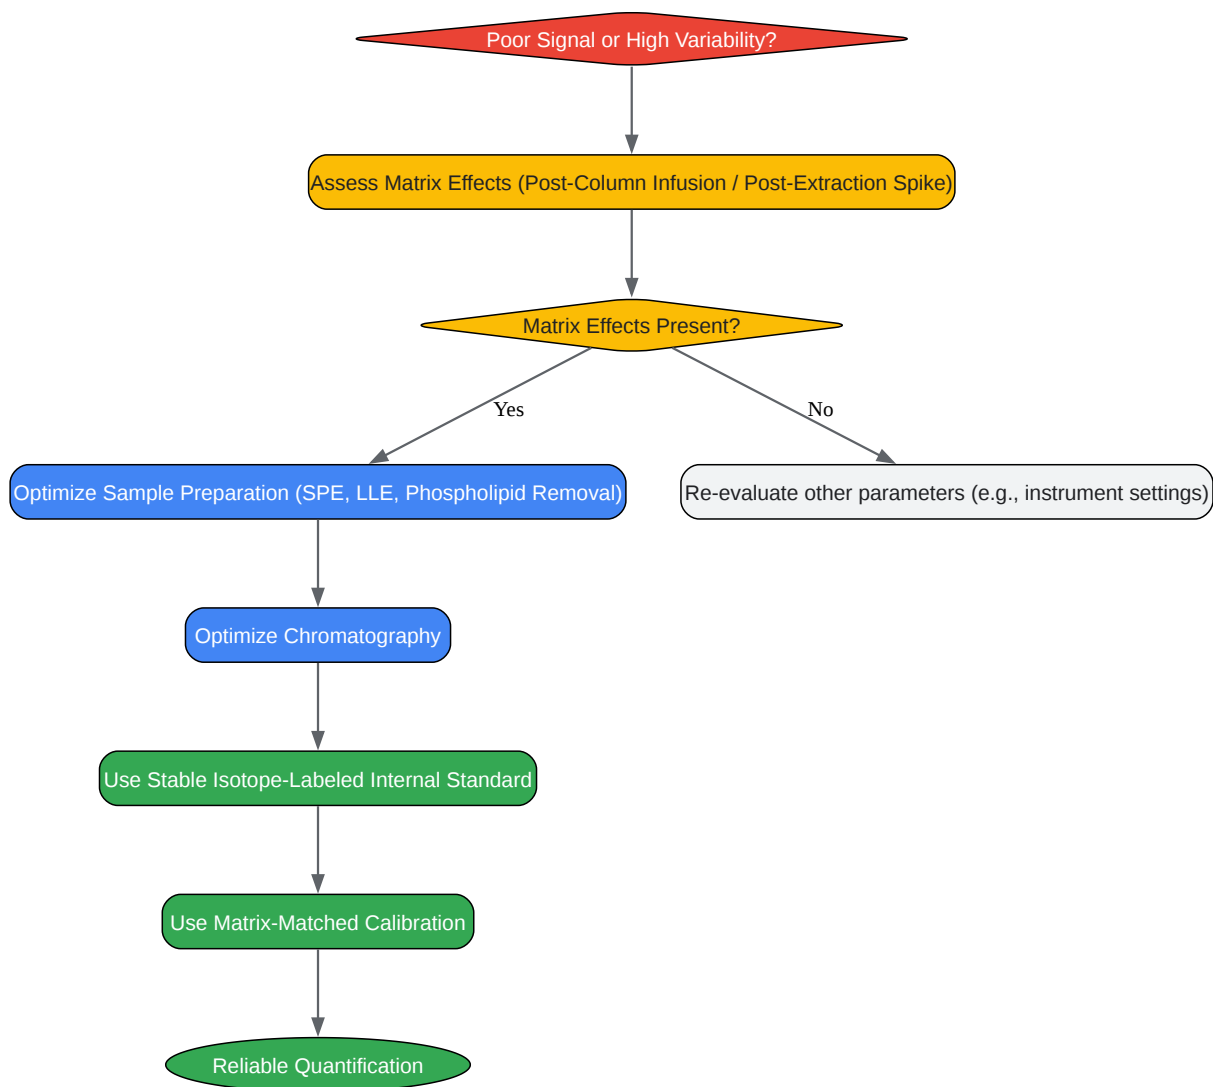 Poor Signal or High Variability?
Assess Matrix Effects (Post-Column Infusion / Post-Extraction Spike)
Matrix Effects Present?
Yes
No
Optimize Sample Preparation (SPE, LLE, Phospholipid Removal)
Re-evaluate other parameters (e.g., instrument settings)
Optimize Chromatography
Use Stable Isotope-Labeled Internal Standard
Use Matrix-Matched Calibration
Reliable Quantification